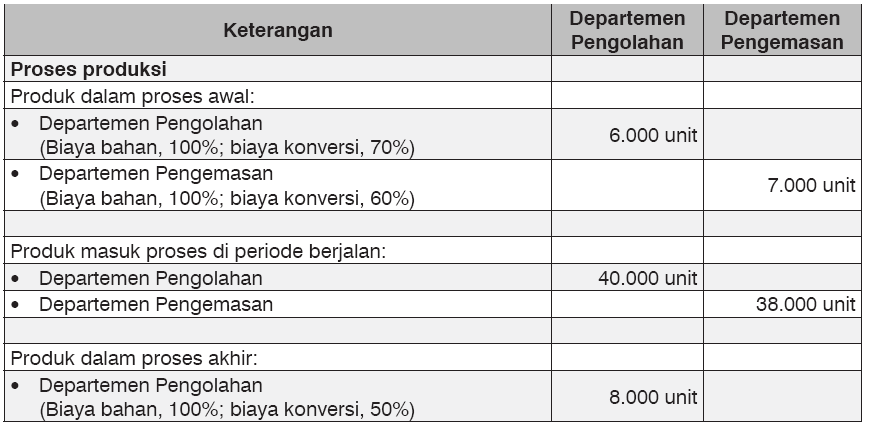 Keterangan
Departemen
Pengolahan
Departemen
Pengemasan
Proses produksi
Produk dalam proses awal:
• Departemen Pengolahan
(Biaya bahan, 100%; biaya konversi, 70%)
6.000 unit
• Departemen Pengemasan
(Biaya bahan, 100%; biaya konversi, 60%)
7.000 unit
Produk masuk proses di periode berjalan:
• Departemen Pengolahan
40.000 unit
• Departemen Pengemasan
38.000 unit
Produk dalam proses akhir:
• Departemen Pengolahan
(Biaya bahan, 100%; biaya konversi, 50%)
8.000 unit